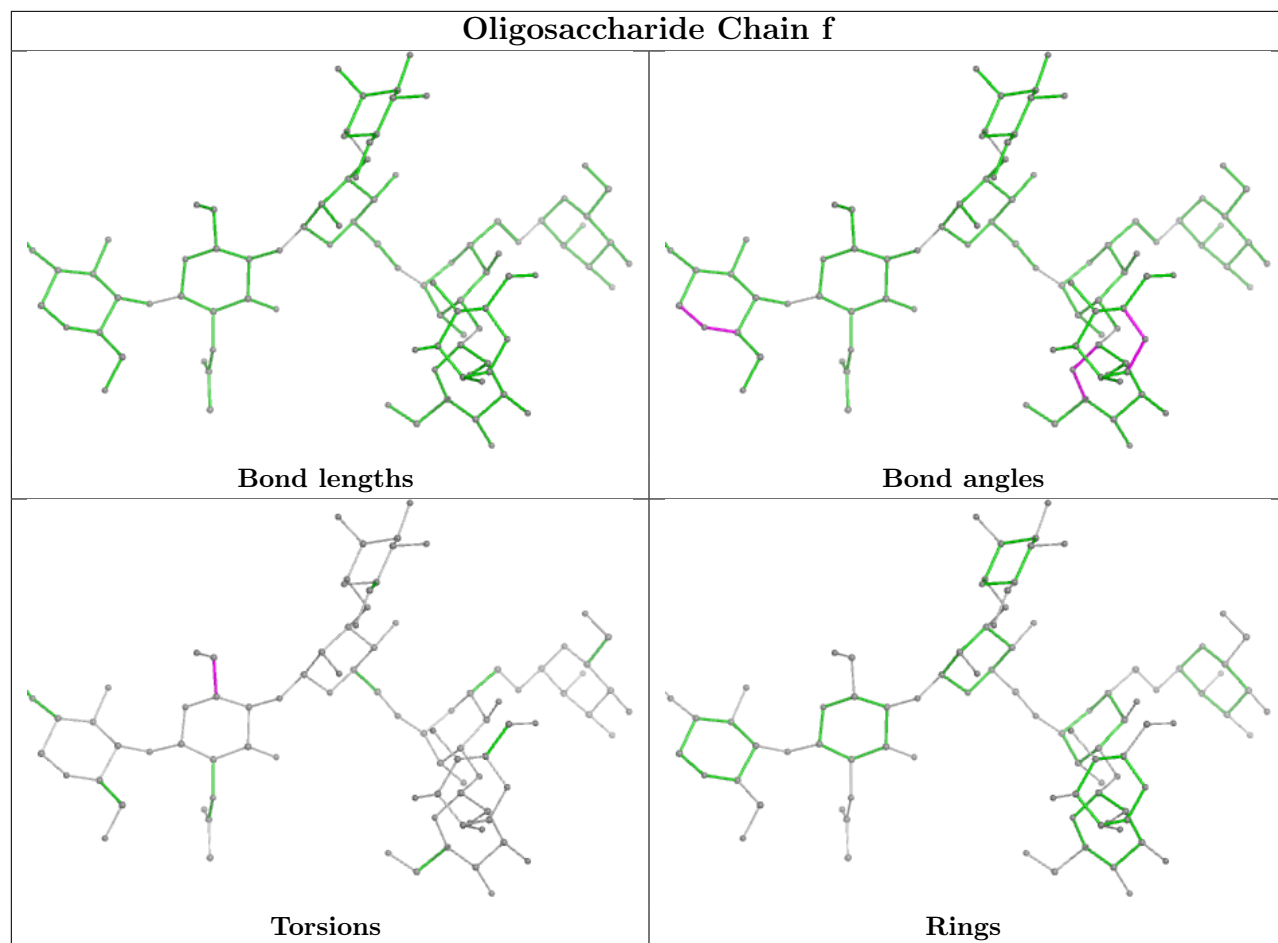 Oligosaccharide Chain f
Bond lengths
Bond angles
Torsions
Rings